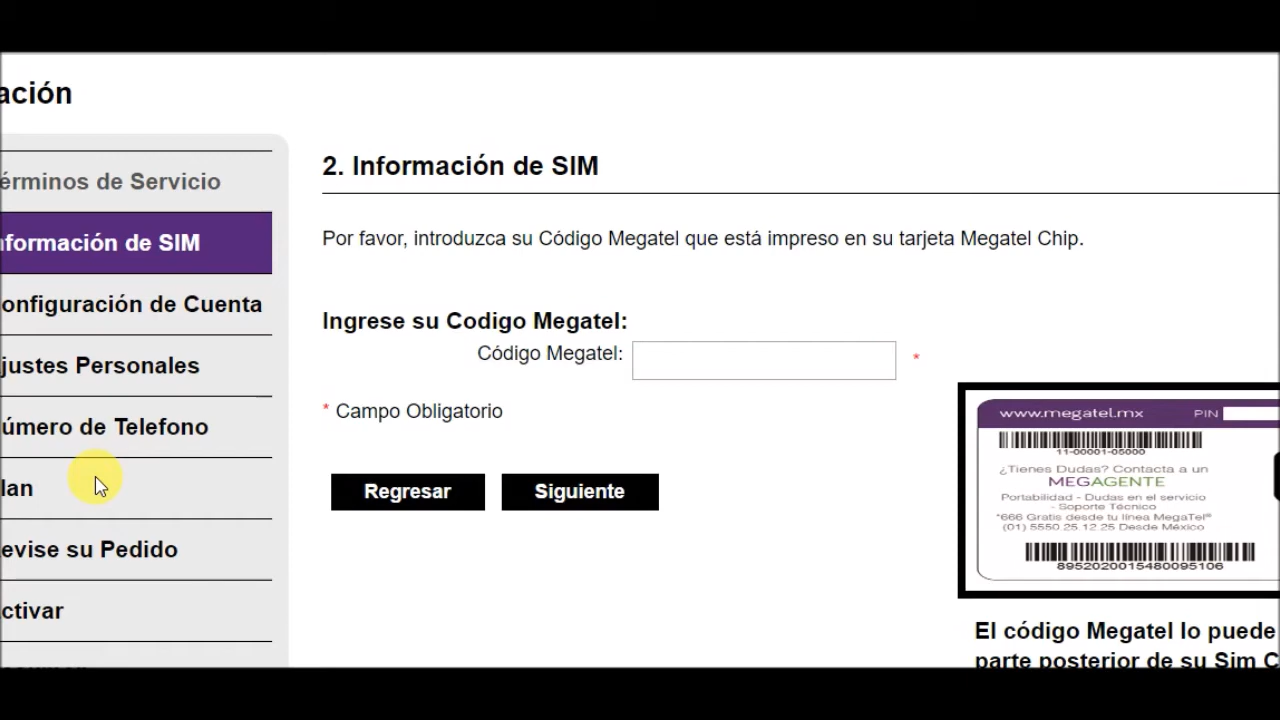 ación
érminos de Servicio
nformación de SIM
onfiguración de Cuenta
justes Personales
úmero de Telefono
lan
evise su Pedido
ctivar
2. Información de SIM
Por favor, introduzca su Código Megatel que está impreso en su tarjeta Megatel Chip.
Ingrese su Codigo Megatel:
Código Megatel: *
* Campo Obligatorio
Regresar Siguiente
www.megatel.mx PIN
11-00001-05000
¿Tienes Dudas? Contacta a un
MEGAGENTE
Portabilidad - Dudas en el servicio
- Soporte Técnico
*666 Gratis desde tu línea MegaTel®
(01) 5550 25 12 25 Desde México
8952020015480095106
El código Megatel lo puede
parte posterior de su Sim C